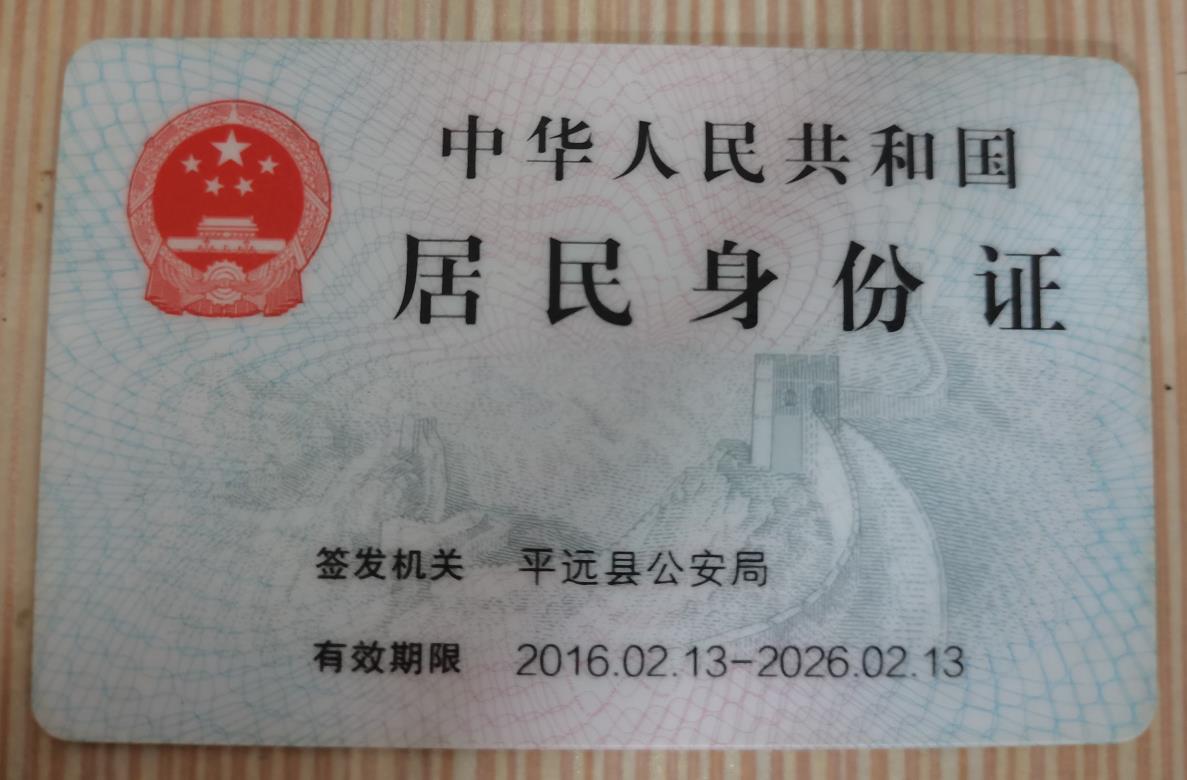 中华人民共和国
居民身份证
签发机关 平远县公安局
有效期限 2016.02.13-2026.02.13